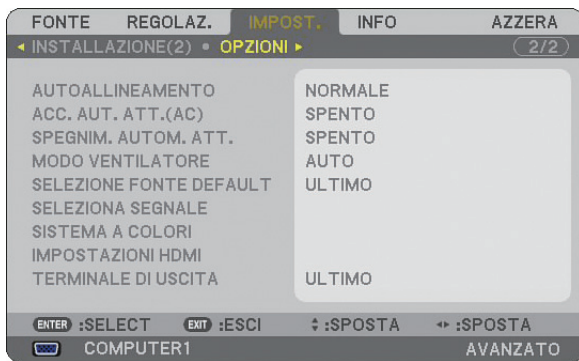 FONTE REGOLAZ. IMPOST. INFO AZZERA
INSTALLAZIONE(2) • OPZIONI 2/2
AUTOALLINEAMENTO NORMALE
ACC. AUT. ATT.(AC) SPENTO
SPEGNIM. AUTOM. ATT. SPENTO
MODO VENTILATORE AUTO
SELEZIONE FONTE DEFAULT ULTIMO
SELEZIONA SEGNALE
SISTEMA A COLORI
IMPOSTAZIONI HDMI
TERMINALE DI USCITA ULTIMO
ENTER :SELECT EXIT :ESCI :SPOSTA :SPOSTA
COMPUTER1 AVANZATO